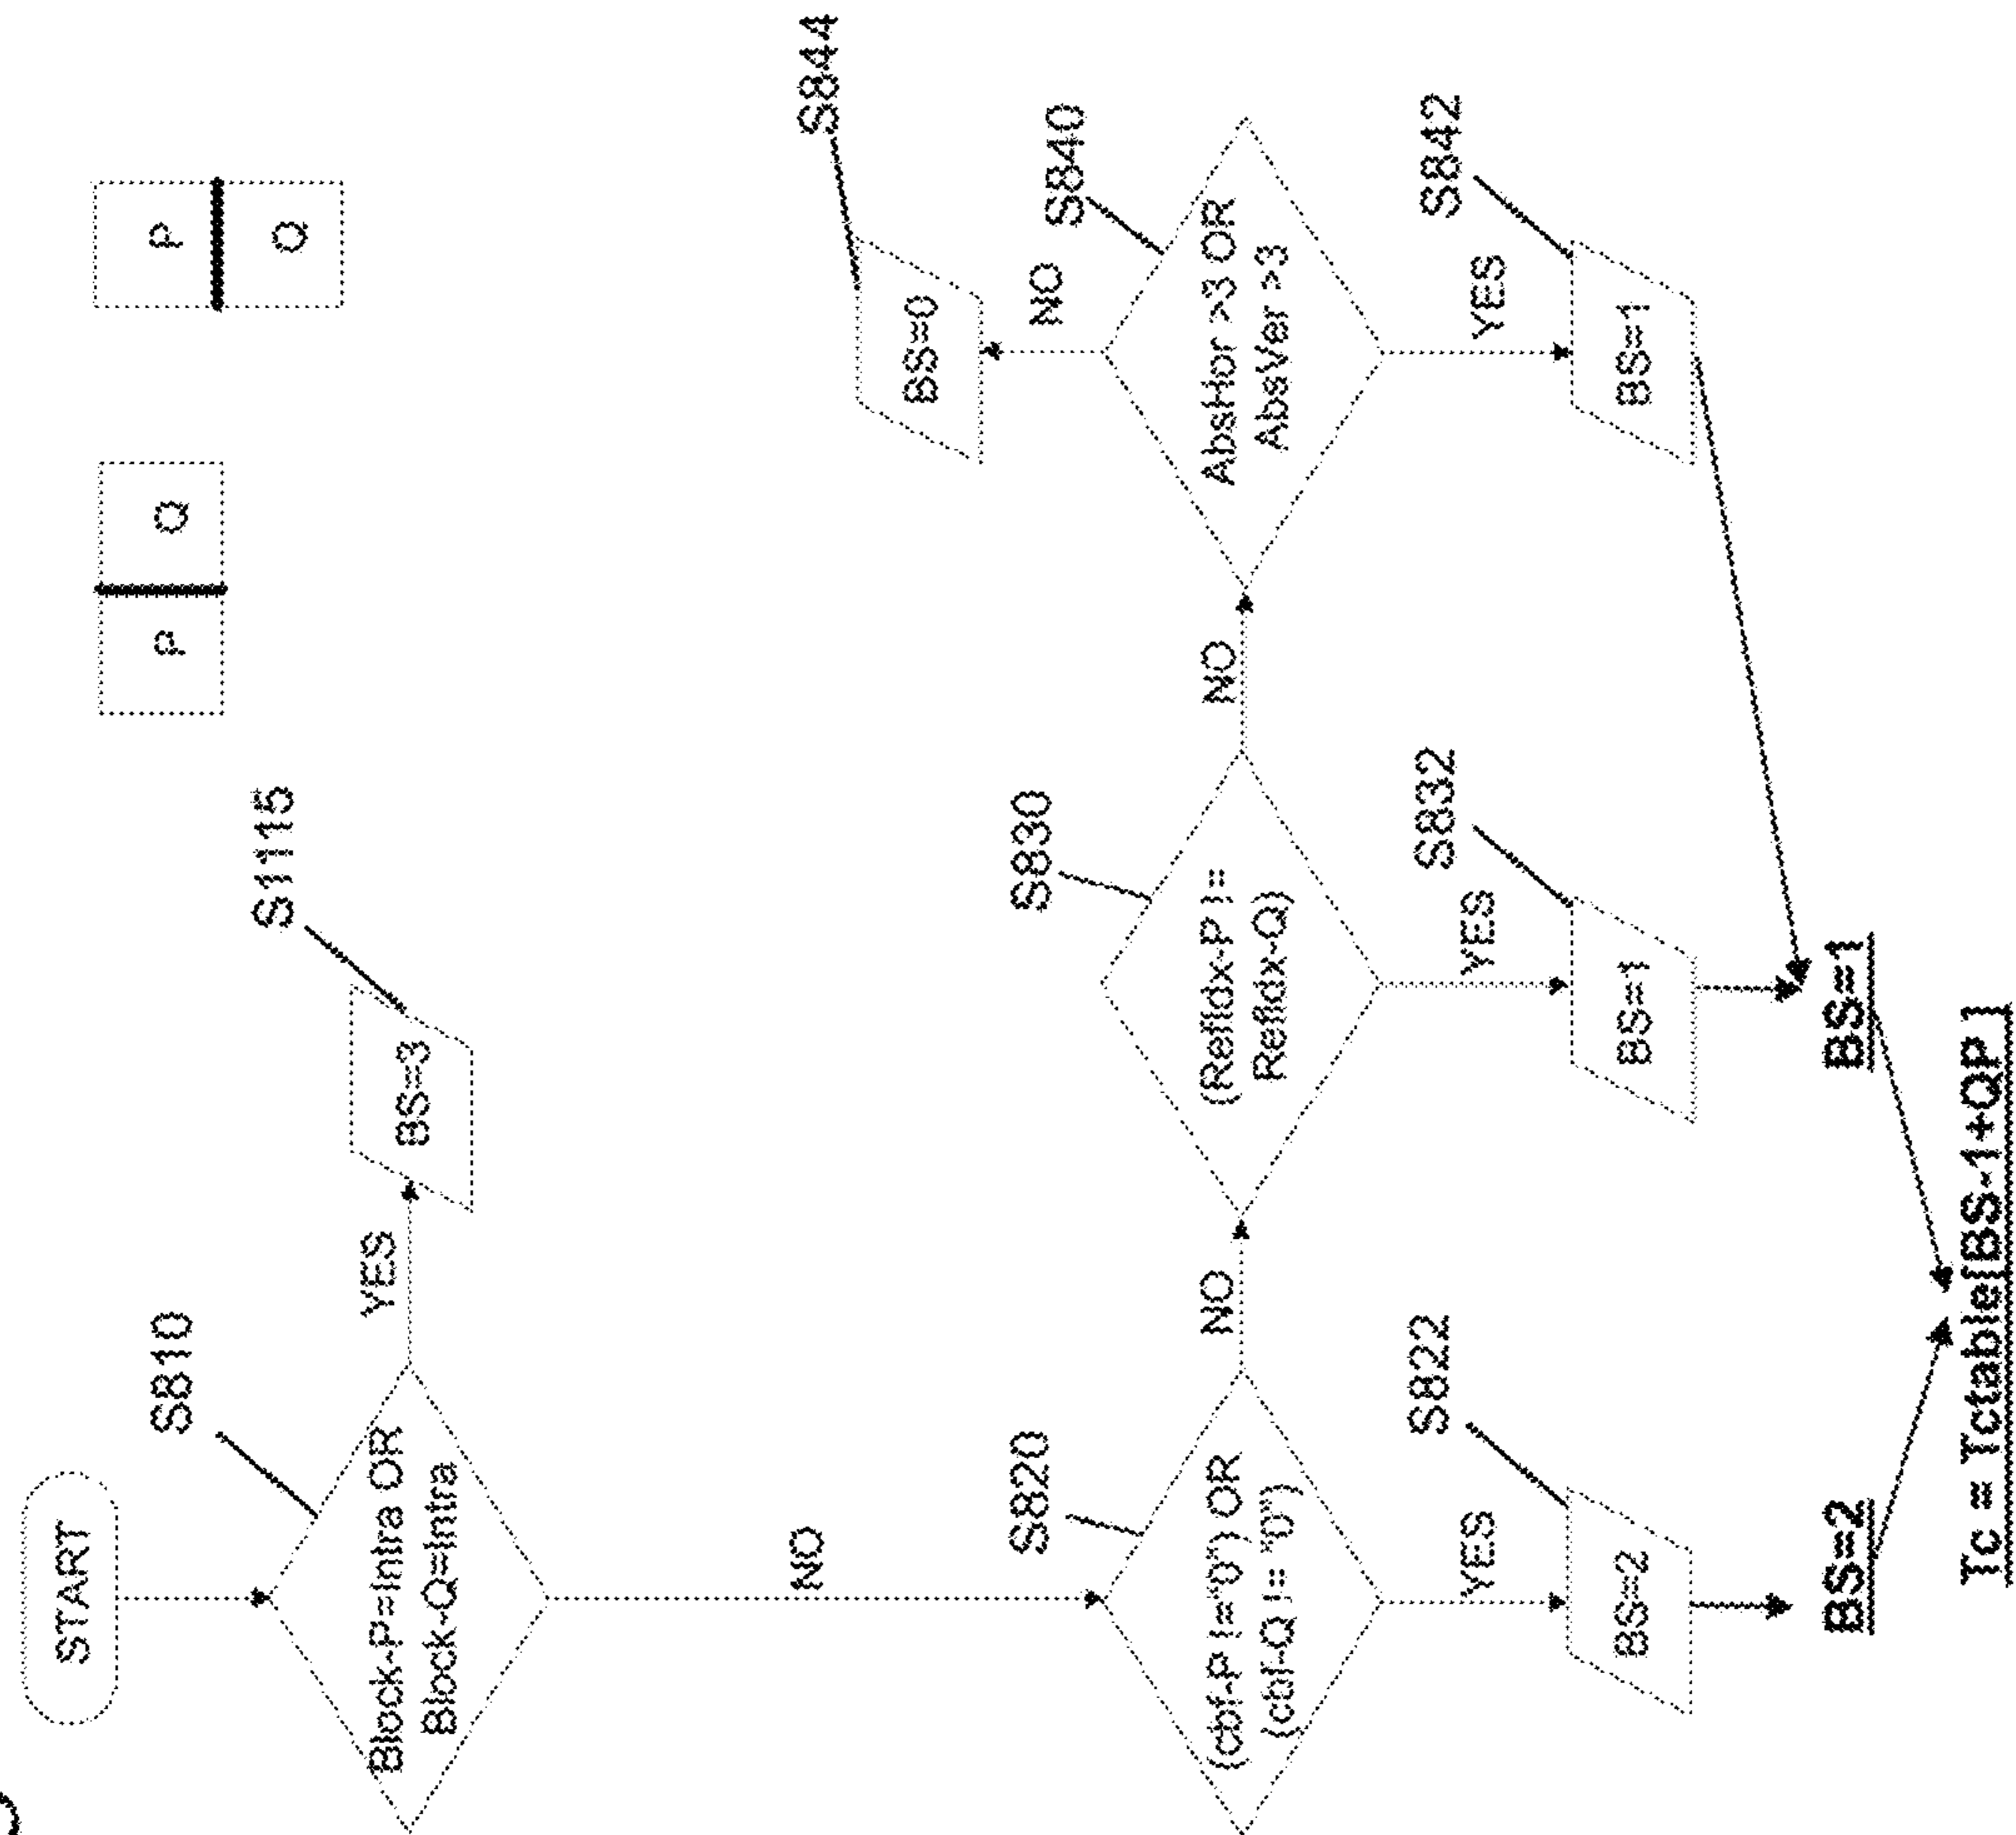 START
S810
Block-P=Intra OR
Block-Q=Intra
YES
S1115
BS=3
P
Q
P
Q
NO
S820
(cbf-P !="0") OR
(cbf-Q != "0")
NO
S830
(RefIdx-P )=
RefIdx-Q)
NO
S840
AbsHor >3 OR
AbsVer >3
NO
S844
BS=0
YES
S822
BS=2
YES
S832
BS=1
YES
S842
BS=1
BS=2
BS=1
Tc = Tctable[BS-1+QP ]